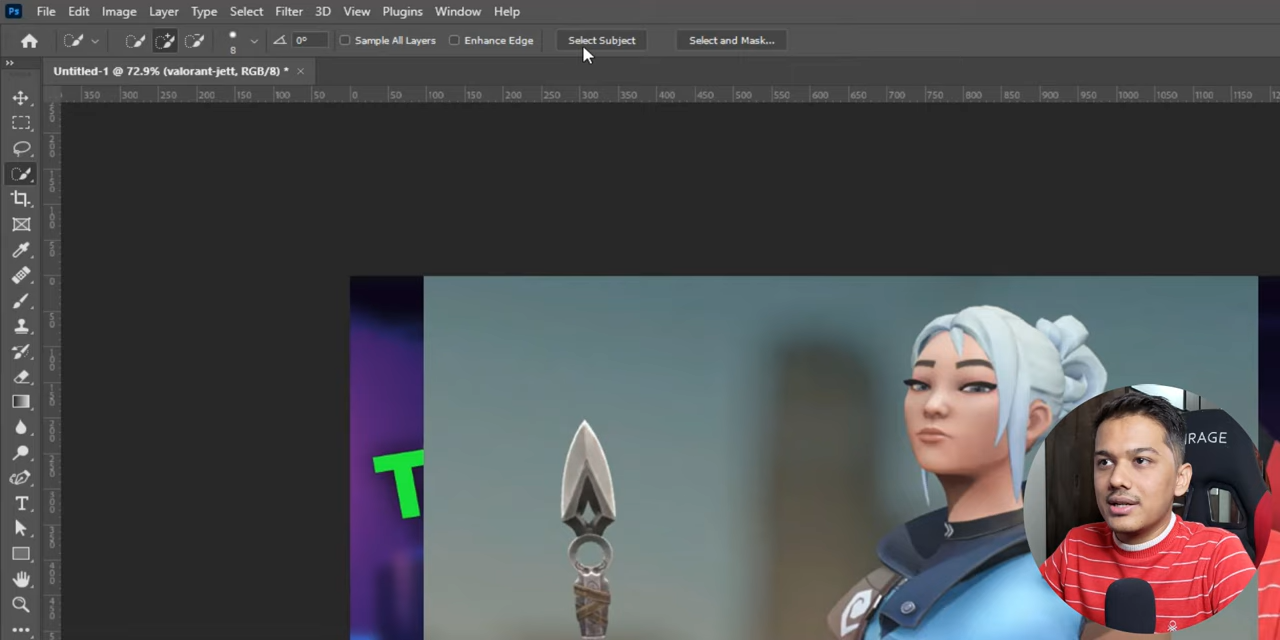 Ps File Edit Image Layer Type Select Filter 3D View Plugins Window Help
8 0° Sample All Layers Enhance Edge Select Subject Select and Mask...
Untitled-1 @ 72.9% (valorant-jett, RGB/8) * ×
350 300 250 200 150 100 50 0 50 100 150 200 250 300 350 400 450 500 550 600 650 700 750 800 850 900 950 1000 1050 1100 1150
T
IRAGE